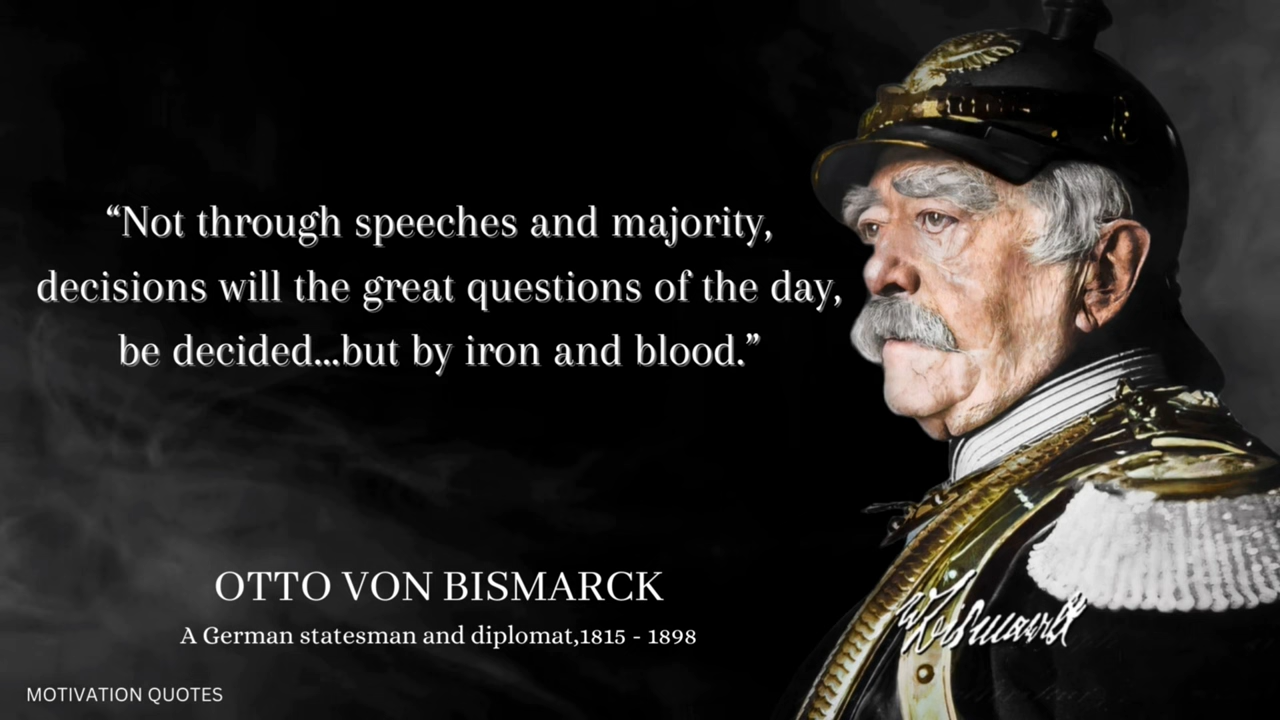 “Not through speeches and majority,
decisions will the great questions of the day,
be decided...but by iron and blood.”
OTTO VON BISMARCK
A German statesman and diplomat,1815 - 1898
v Bismarck
MOTIVATION QUOTES